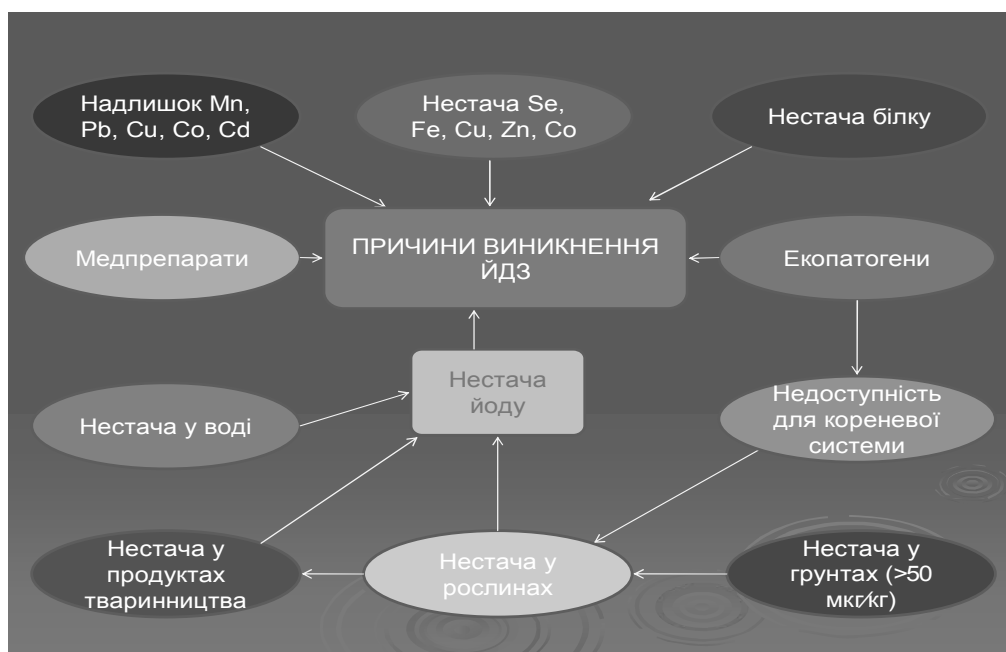 Надлишок Mn,
Pb, Cu, Co, Cd
Нестача Se,
Fe, Cu, Zn, Co
Нестача білку
Медпрепарати
ПРИЧИНИ ВИНИКНЕННЯ
ЙДЗ
Екопатогени
Нестача
йоду
Нестача у воді
Недоступність
для кореневої
системи
Нестача у
продуктах
тваринництва
Нестача у
рослинах
Нестача у
грунтах (>50
мкг/кг)